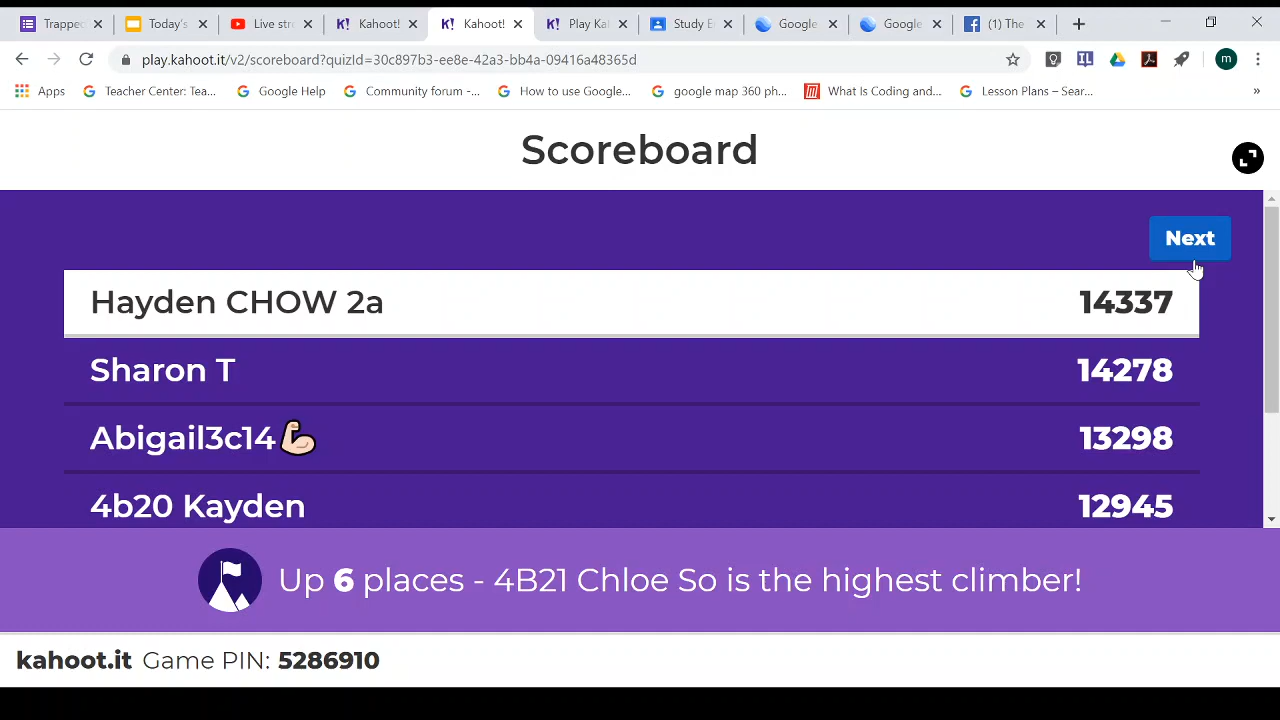 Trapped
Today's
Live str
Kahoot!
Kahoot!
Play Ka
Study E
Google
Google
(1) The
play.kahoot.it/v2/scoreboard?quizId=
-42a3-bb4a-09416a48365d
m
Apps
Teacher Center: Tea...
Google Help
Community forum -...
How to use Google...
google map 360 ph...
What Is Coding and...
Lesson Plans – Sear...
»
Scoreboard
Next
Hayden CHOW 2a 14337
Sharon T 14278
Abigail3c14💪🏻 13298
4b20 Kayden 12945
Up 6 places - 4B21 Chloe So is the highest climber!
kahoot.it Game PIN: 5286910